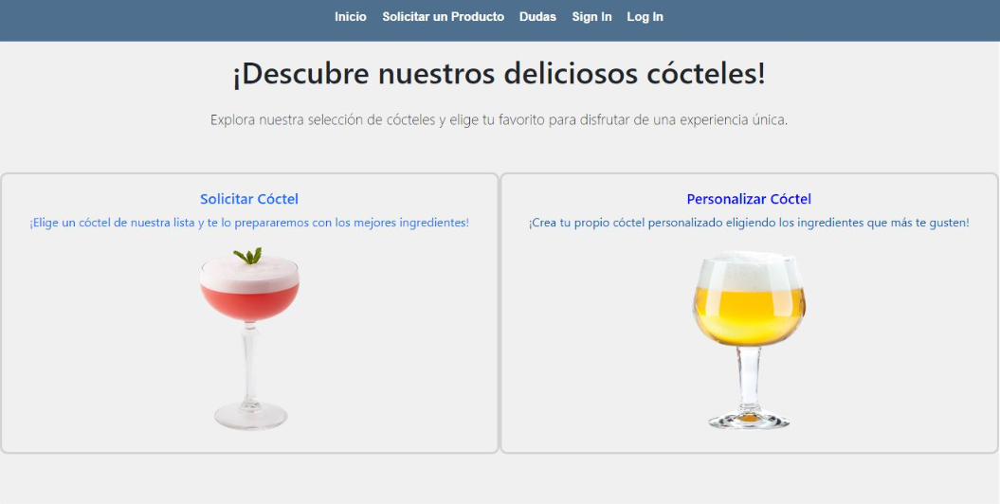 Inicio Solicitar un Producto Dudas Sign In Log In
¡Descubre nuestros deliciosos cócteles!
Explora nuestra selección de cócteles y elige tu favorito para disfrutar de una experiencia única.
Solicitar Cóctel
¡Elige un cóctel de nuestra lista y te lo prepararemos con los mejores ingredientes!
Personalizar Cóctel
¡Crea tu propio cóctel personalizado eligiendo los ingredientes que más te gusten!